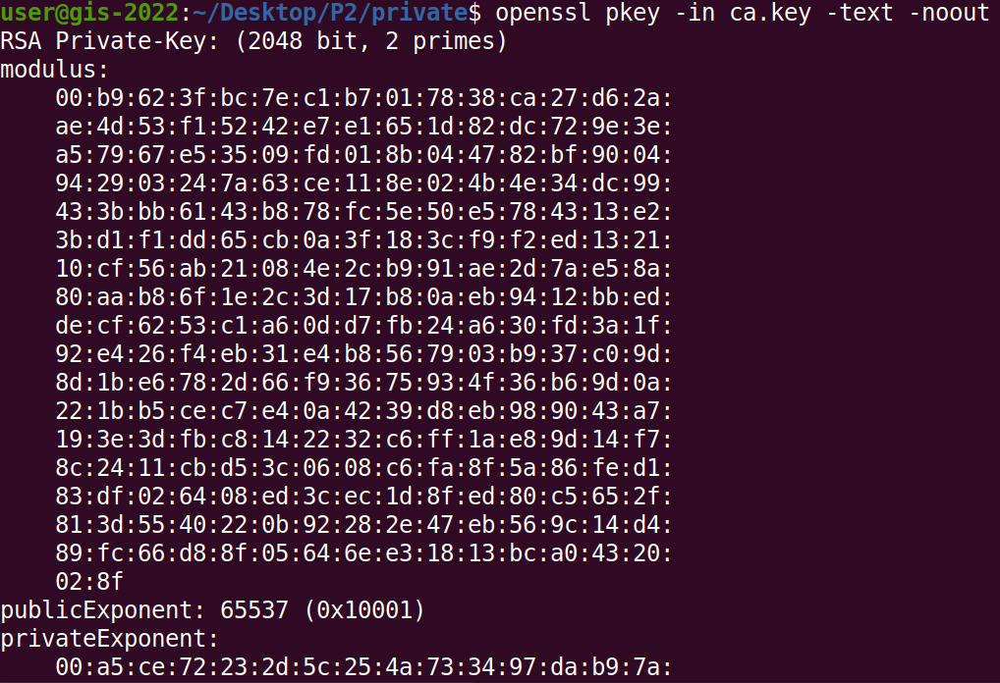 user@gis-2022:~/Desktop/P2/private$ openssl pkey -in ca.key -text -noout
RSA Private-Key: (2048 bit, 2 primes)
modulus:
00:b9:62:3f:bc:7e:c1:b7:01:78:38:ca:27:d6:2a:
ae:4d:53:f1:52:42:e7:e1:65:1d:82:dc:72:9e:3e:
a5:79:67:e5:35:09:fd:01:8b:04:47:82:bf:90:04:
94:29:03:24:7a:63:ce:11:8e:02:4b:4e:34:dc:99:
43:3b:bb:61:43:b8:78:fc:5e:50:e5:78:43:13:e2:
3b:d1:f1:dd:65:cb:0a:3f:18:3c:f9:f2:ed:13:21:
10:cf:56:ab:21:08:4e:2c:b9:91:ae:2d:7a:e5:8a:
80:aa:b8:6f:1e:2c:3d:17:b8:0a:eb:94:12:bb:ed:
de:cf:62:53:c1:a6:0d:d7:fb:24:a6:30:fd:3a:1f:
92:e4:26:f4:eb:31:e4:b8:56:79:03:b9:37:c0:9d:
8d:1b:e6:78:2d:66:f9:36:75:93:4f:36:b6:9d:0a:
22:1b:b5:ce:c7:e4:0a:42:39:d8:eb:98:90:43:a7:
19:3e:3d:fb:c8:14:22:32:c6:ff:1a:e8:9d:14:f7:
8c:24:11:cb:d5:3c:06:08:c6:fa:8f:5a:86:fe:d1:
83:df:02:64:08:ed:3c:ec:1d:8f:ed:80:c5:65:2f:
81:3d:55:40:22:0b:92:28:2e:47:eb:56:9c:14:d4:
89:fc:66:d8:8f:05:64:6e:e3:18:13:bc:a0:43:20:
02:8f
publicExponent: 65537 (0x10001)
privateExponent:
00:a5:ce:72:23:2d:5c:25:4a:73:34:97:da:b9:7a: